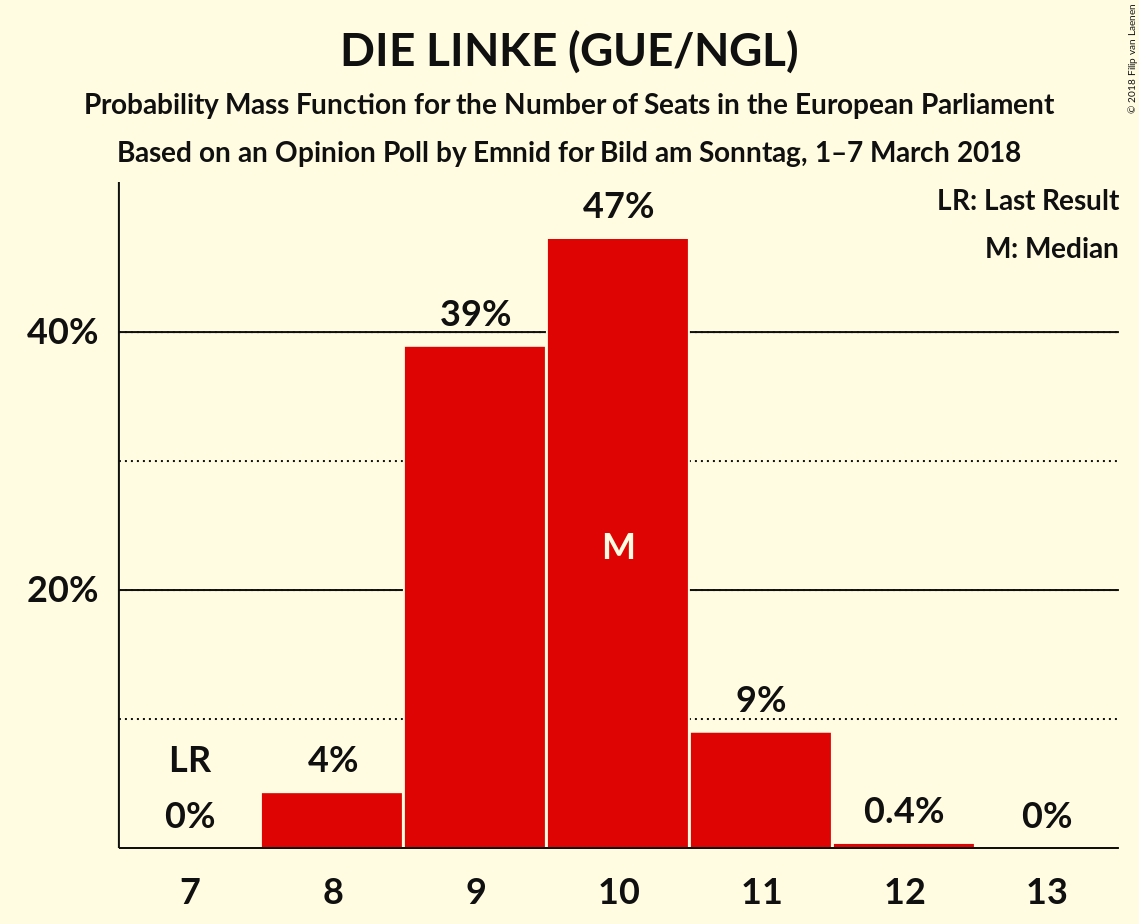 DIE LINKE (GUE/NGL)
Probability Mass Function for the Number of Seats in the European Parliament
Based on an Opinion Poll by Emnid for Bild am Sonntag, 1–7 March 2018
© 2018 Filip van Laenen
LR: Last Result
M: Median
47%
39%
40%
M
20%
9%
LR
4%
0%
0.4%
0%
7 8 9 10 11 12 13